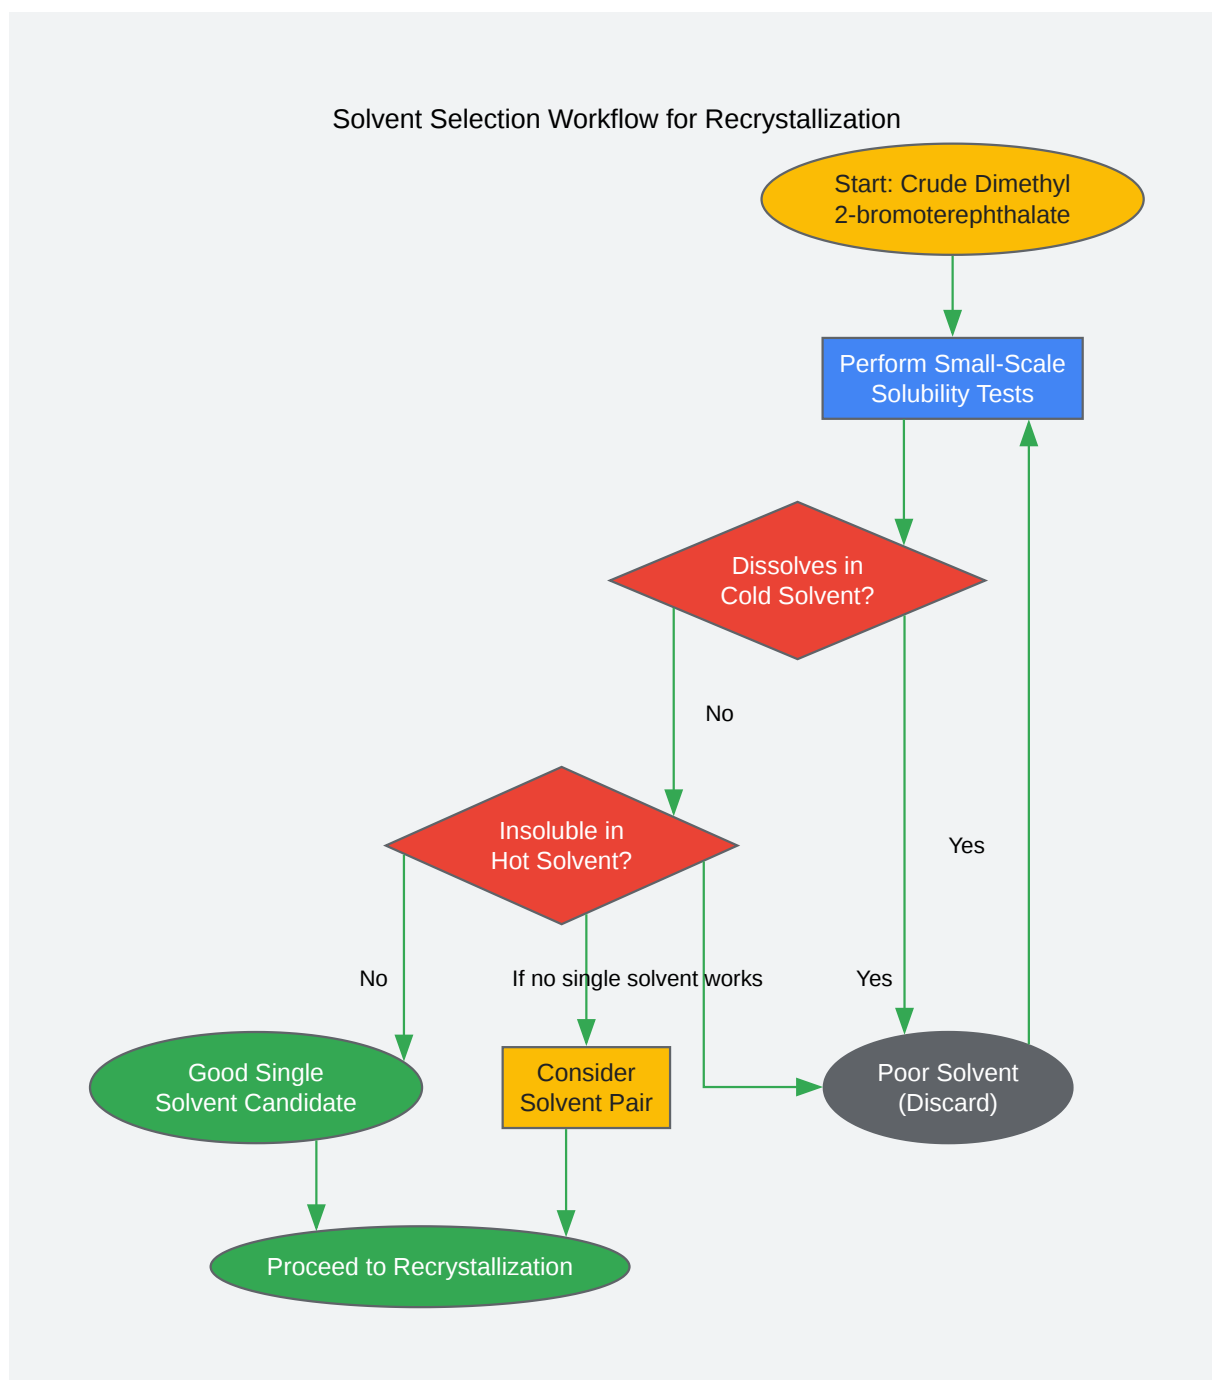 Solvent Selection Workflow for Recrystallization
Start: Crude Dimethyl
2-bromoterephthalate
Perform Small-Scale
Solubility Tests
Dissolves in
Cold Solvent?
No
Insoluble in
Hot Solvent?
Yes
No
If no single solvent works
Yes
Good Single
Solvent Candidate
Consider
Solvent Pair
Poor Solvent
(Discard)
Proceed to Recrystallization